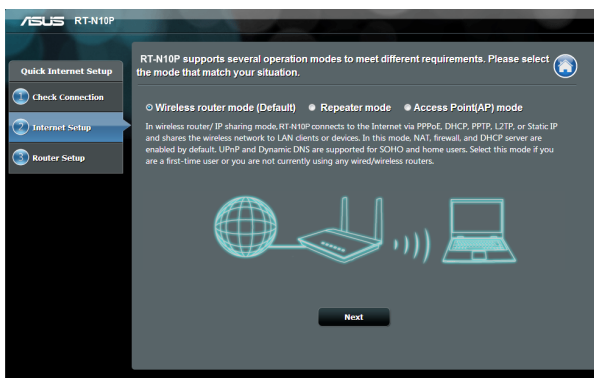 ASUS RT-N10P
Quick Internet Setup
1 Check Connection
2 Internet Setup
3 Router Setup
RT-N10P supports several operation modes to meet different requirements. Please select
the mode that match your situation.
Wireless router mode (Default) Repeater mode Access Point(AP) mode
In wireless router/ IP sharing mode, RT-N10P connects to the Internet via PPPoE, DHCP, PPTP, L2TP, or Static IP
and shares the wireless network to LAN clients or devices. In this mode, NAT, firewall, and DHCP server are
enabled by default. UPnP and Dynamic DNS are supported for SOHO and home users. Select this mode if you
are a first-time user or you are not currently using any wired/wireless routers.
Next